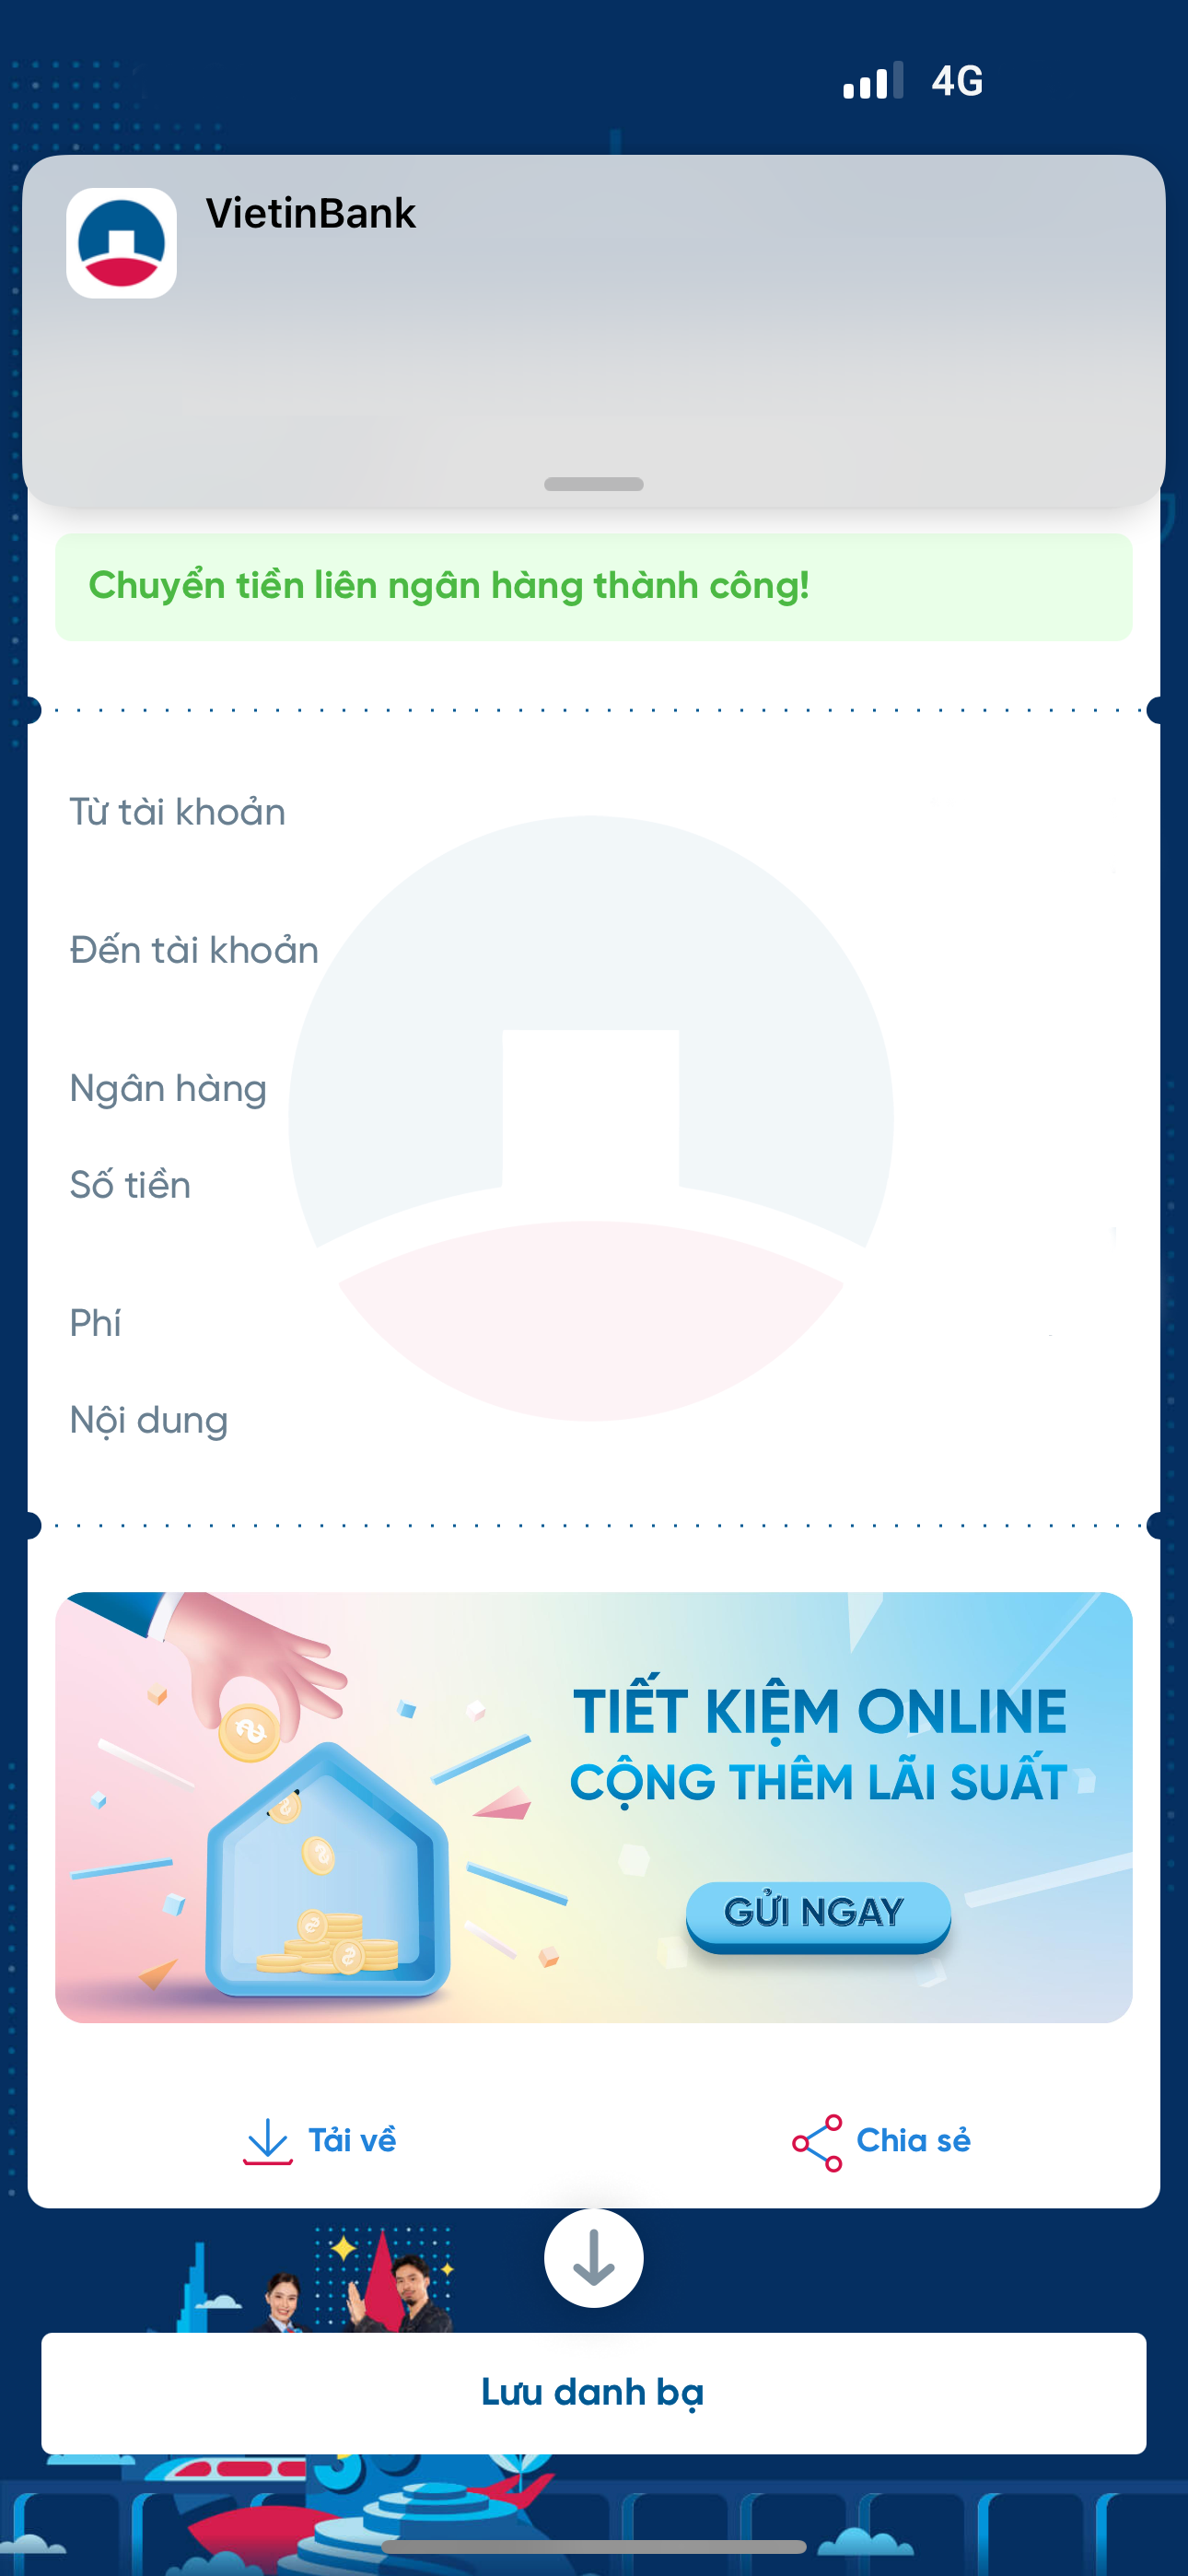 4G
VietinBank
Chuyển tiền liên ngân hàng thành công!
Từ tài khoản
Đến tài khoản
Ngân hàng
Số tiền
Phí
Nội dung
TIẾT KIỆM ONLINE
CỘNG THÊM LÃI SUẤT
GỬI NGAY
Tải về
Chia sẻ
Lưu danh bạ